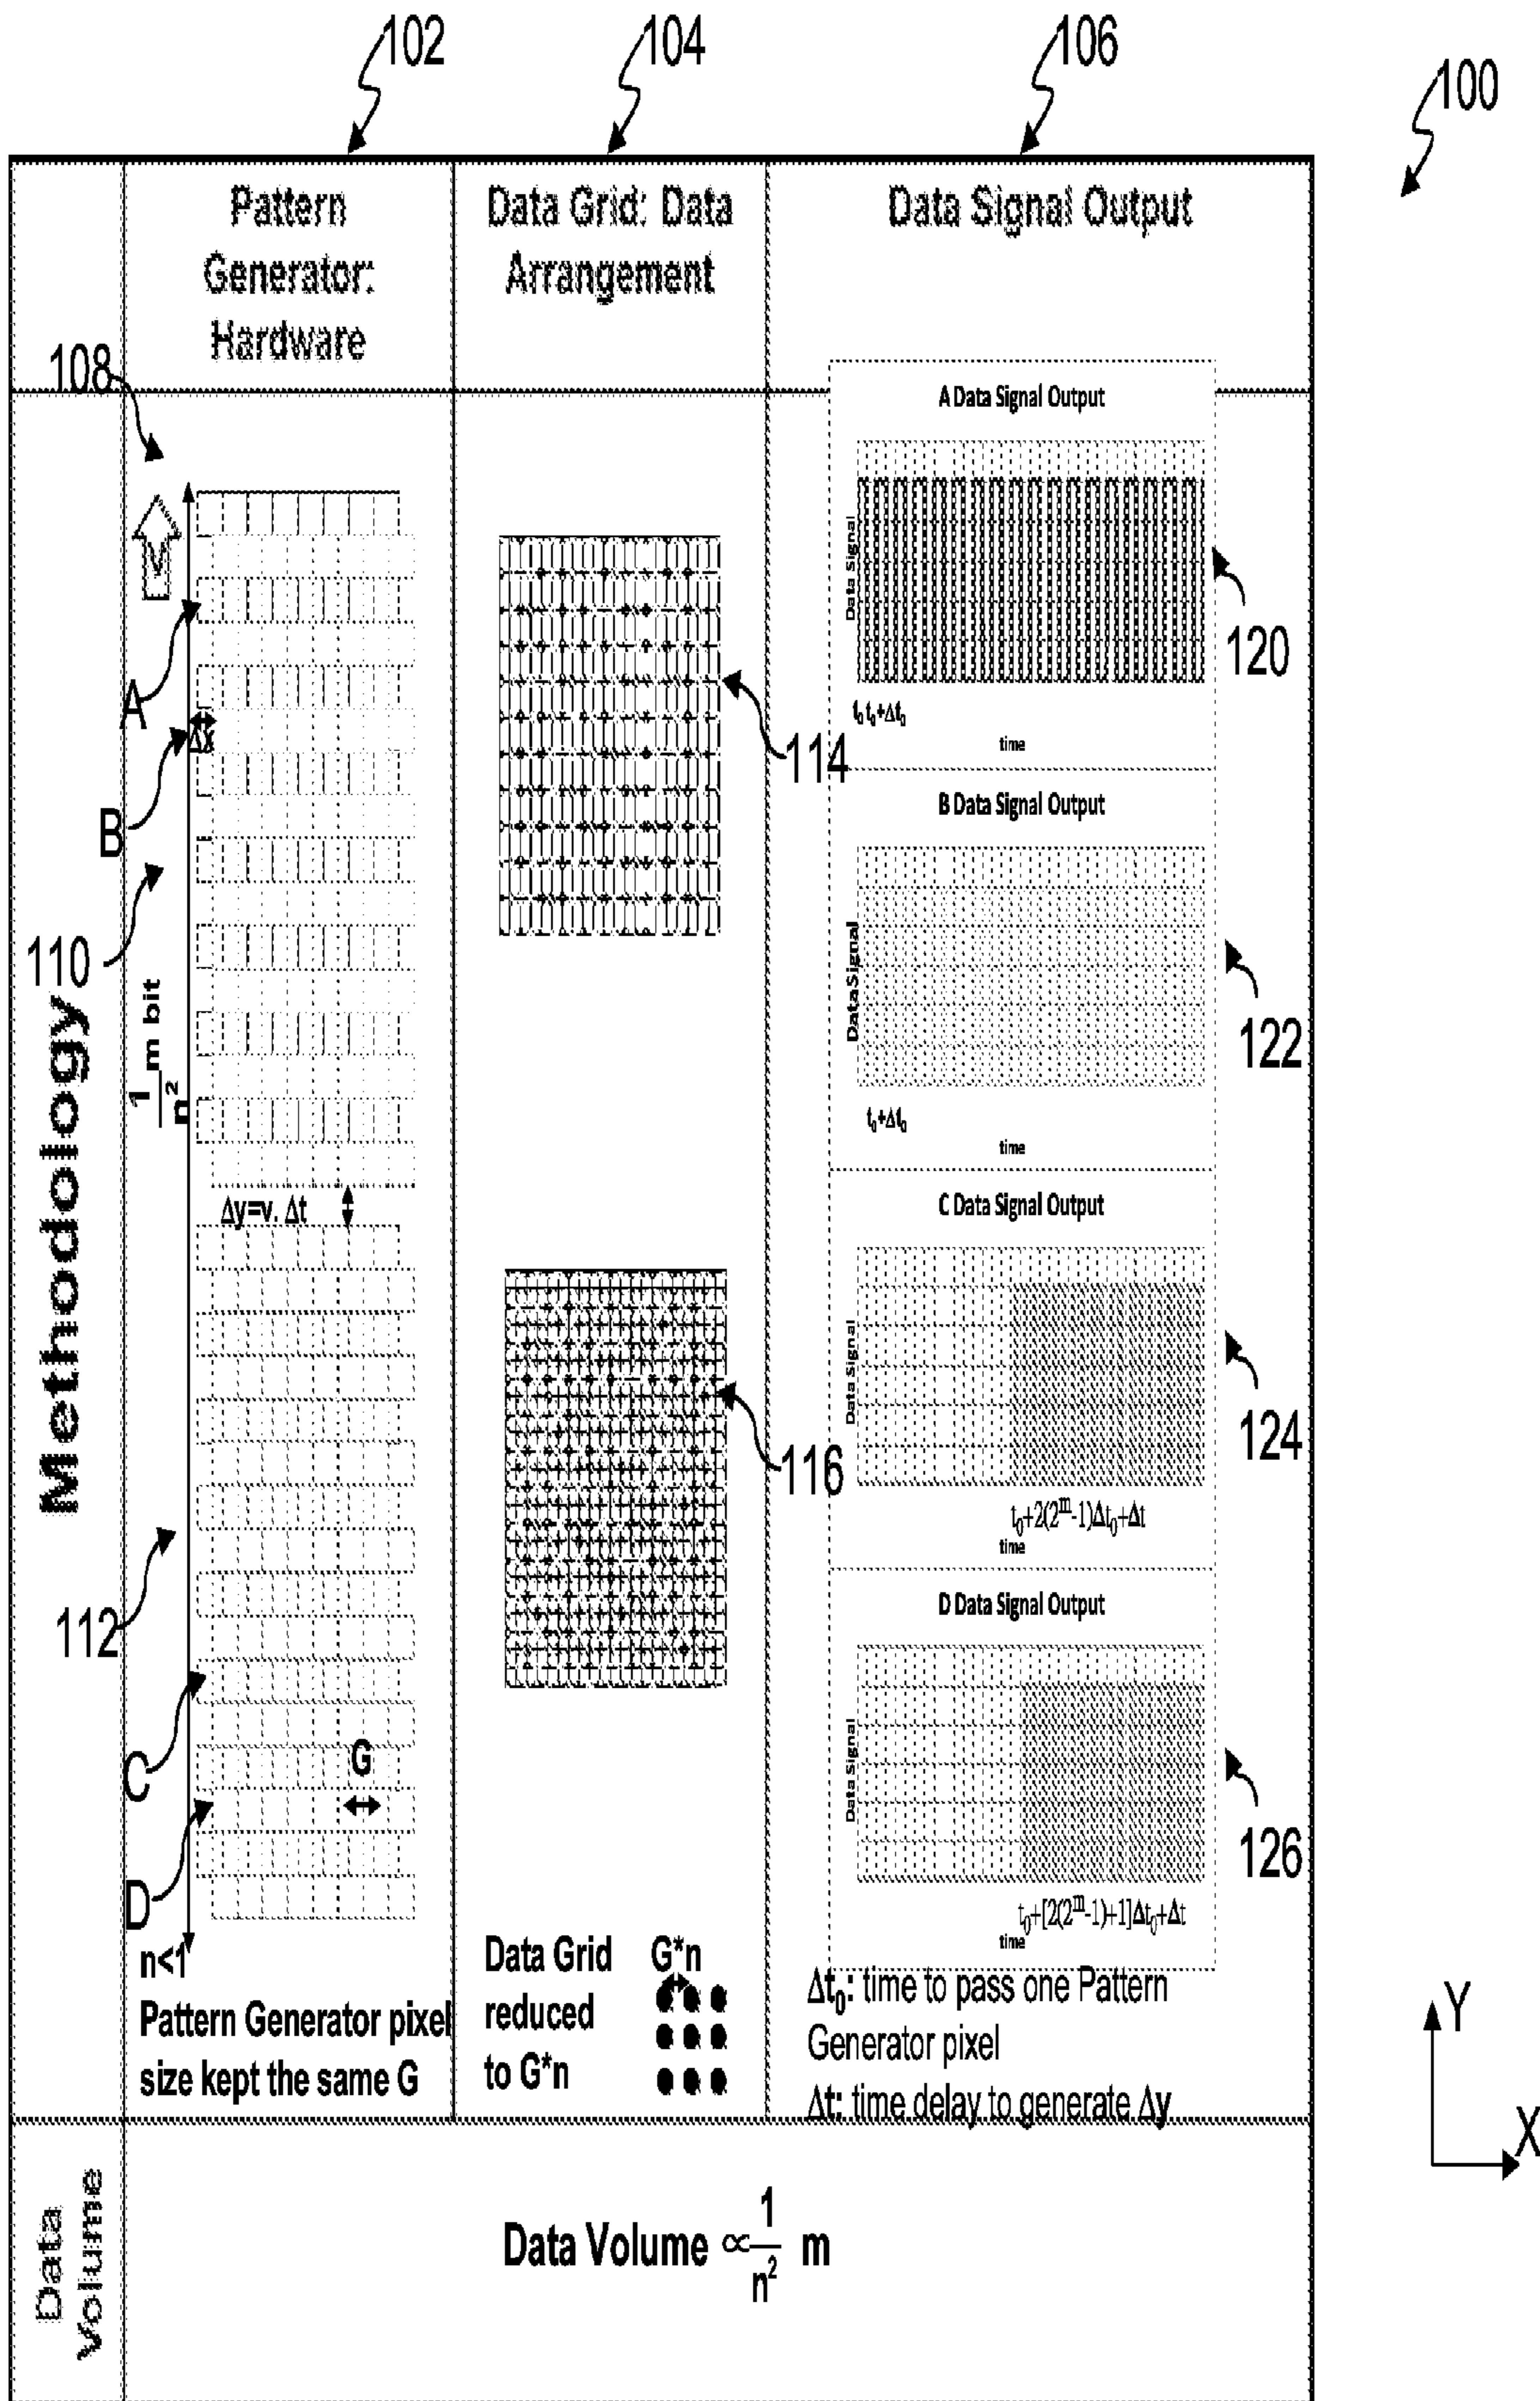 102
104
106
100
Pattern
Generator:
Hardware
Data Grid: Data
Arrangement
Data Signal Output
108
V
A
Δx
B
110
Methodology
1/n² m bit
Δy=v. Δt
112
C
G
D
n<1
Pattern Generator pixel
size kept the same G
114
116
Data Grid
reduced
to G*n
G*n
A Data Signal Output
Data Signal
t₀ t₀+Δt₀
time
120
B Data Signal Output
Data Signal
t₀+Δt₀
time
122
C Data Signal Output
Data Signal
t₀+2(2ᵐ-1)Δt₀+Δt
time
124
D Data Signal Output
Data Signal
t₀+[2(2ᵐ-1)+1]Δt₀+Δt
time
126
Δt₀: time to pass one Pattern
Generator pixel
Δt: time delay to generate Δy
Y
X
Data
Volume
Data Volume ∝ 1/n² m